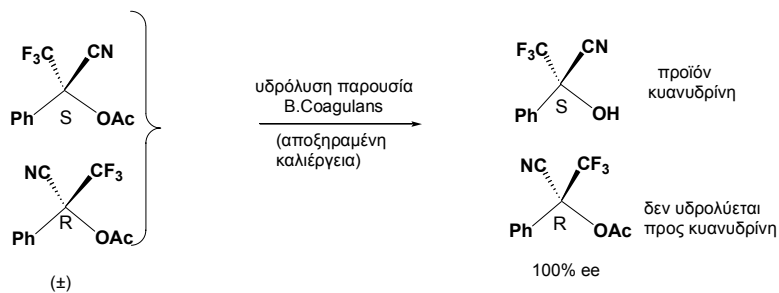 F3C CN
Ph S OAc
NC CF3
Ph R OAc
(±)
υδρόλυση παρουσία
B.Coagulans
(αποξηραμένη
καλιέργεια)
F3C CN
Ph S OH
προϊόν
κυανυδρίνη
NC CF3
Ph R OAc
δεν υδρολύεται
προς κυανυδρίνη
100% ee